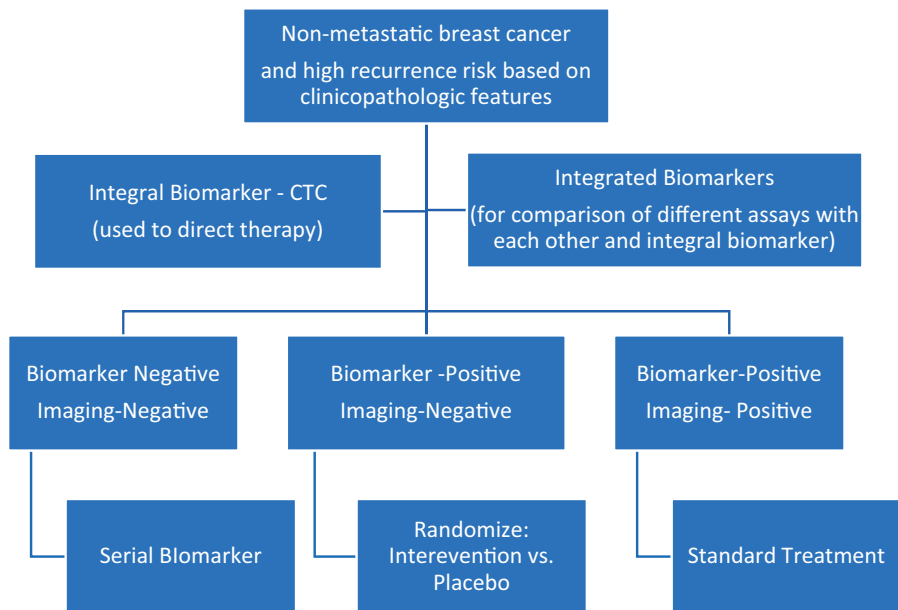 Non-metastatic breast cancer
and high recurrence risk based on
clinicopathologic features
Integral Biomarker - CTC
(used to direct therapy)
Integrated Biomarkers
(for comparison of different assays with
each other and integral biomarker)
Biomarker Negative
Imaging-Negative
Biomarker -Positive
Imaging-Negative
Biomarker-Positive
Imaging- Positive
Serial BIomarker
Randomize:
Interevention vs.
Placebo
Standard Treatment